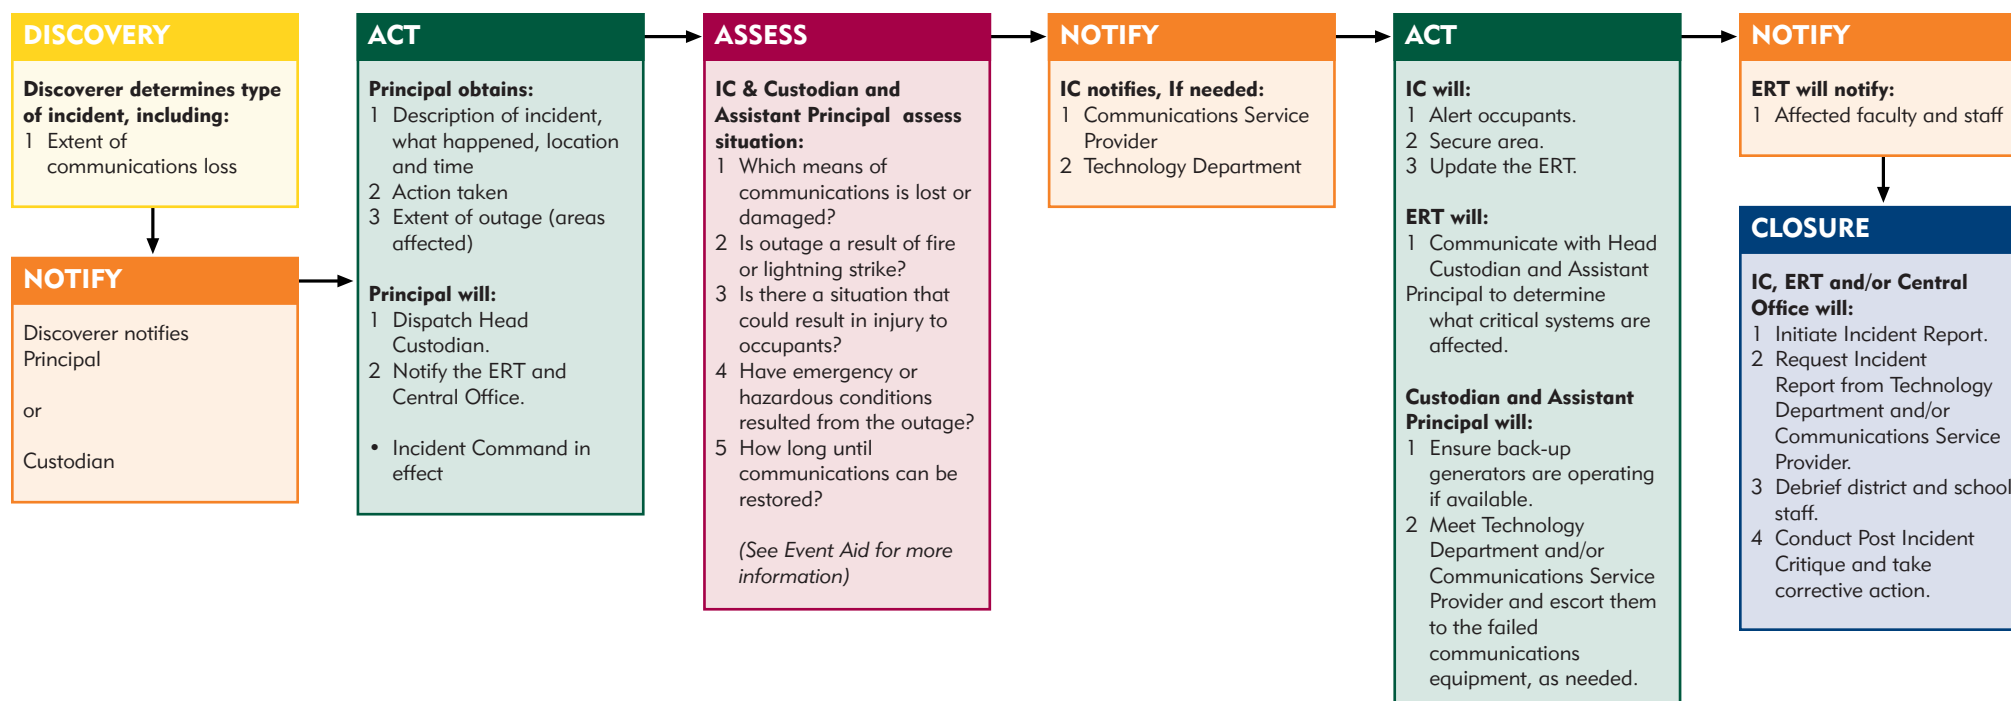 DISCOVERY
Discoverer determines type
of incident, including:
1 Extent of
communications loss
NOTIFY
Discoverer notifies
Principal
or
Custodian
ACT
Principal obtains:
1 Description of incident,
what happened, location
and time
2 Action taken
3 Extent of outage (areas
affected)
Principal will:
1 Dispatch Head
Custodian.
2 Notify the ERT and
Central Office.
• Incident Command in
effect
ASSESS
IC & Custodian and
Assistant Principal assess
situation:
1 Which means of
communications is lost or
damaged?
2 Is outage a result of fire
or lightning strike?
3 Is there a situation that
could result in injury to
occupants?
4 Have emergency or
hazardous conditions
resulted from the outage?
5 How long until
communications can be
restored?
(See Event Aid for more
information)
NOTIFY
IC notifies, If needed:
1 Communications Service
Provider
2 Technology Department
ACT
IC will:
1 Alert occupants.
2 Secure area.
3 Update the ERT.
ERT will:
1 Communicate with Head
Custodian and Assistant
Principal to determine
what critical systems are
affected.
Custodian and Assistant
Principal will:
1 Ensure back-up
generators are operating
if available.
2 Meet Technology
Department and/or
Communications Service
Provider and escort them
to the failed
communications
equipment, as needed.
NOTIFY
ERT will notify:
1 Affected faculty and staff
CLOSURE
IC, ERT and/or Central
Office will:
1 Initiate Incident Report.
2 Request Incident
Report from Technology
Department and/or
Communications Service
Provider.
3 Debrief district and school
staff.
4 Conduct Post Incident
Critique and take
corrective action.